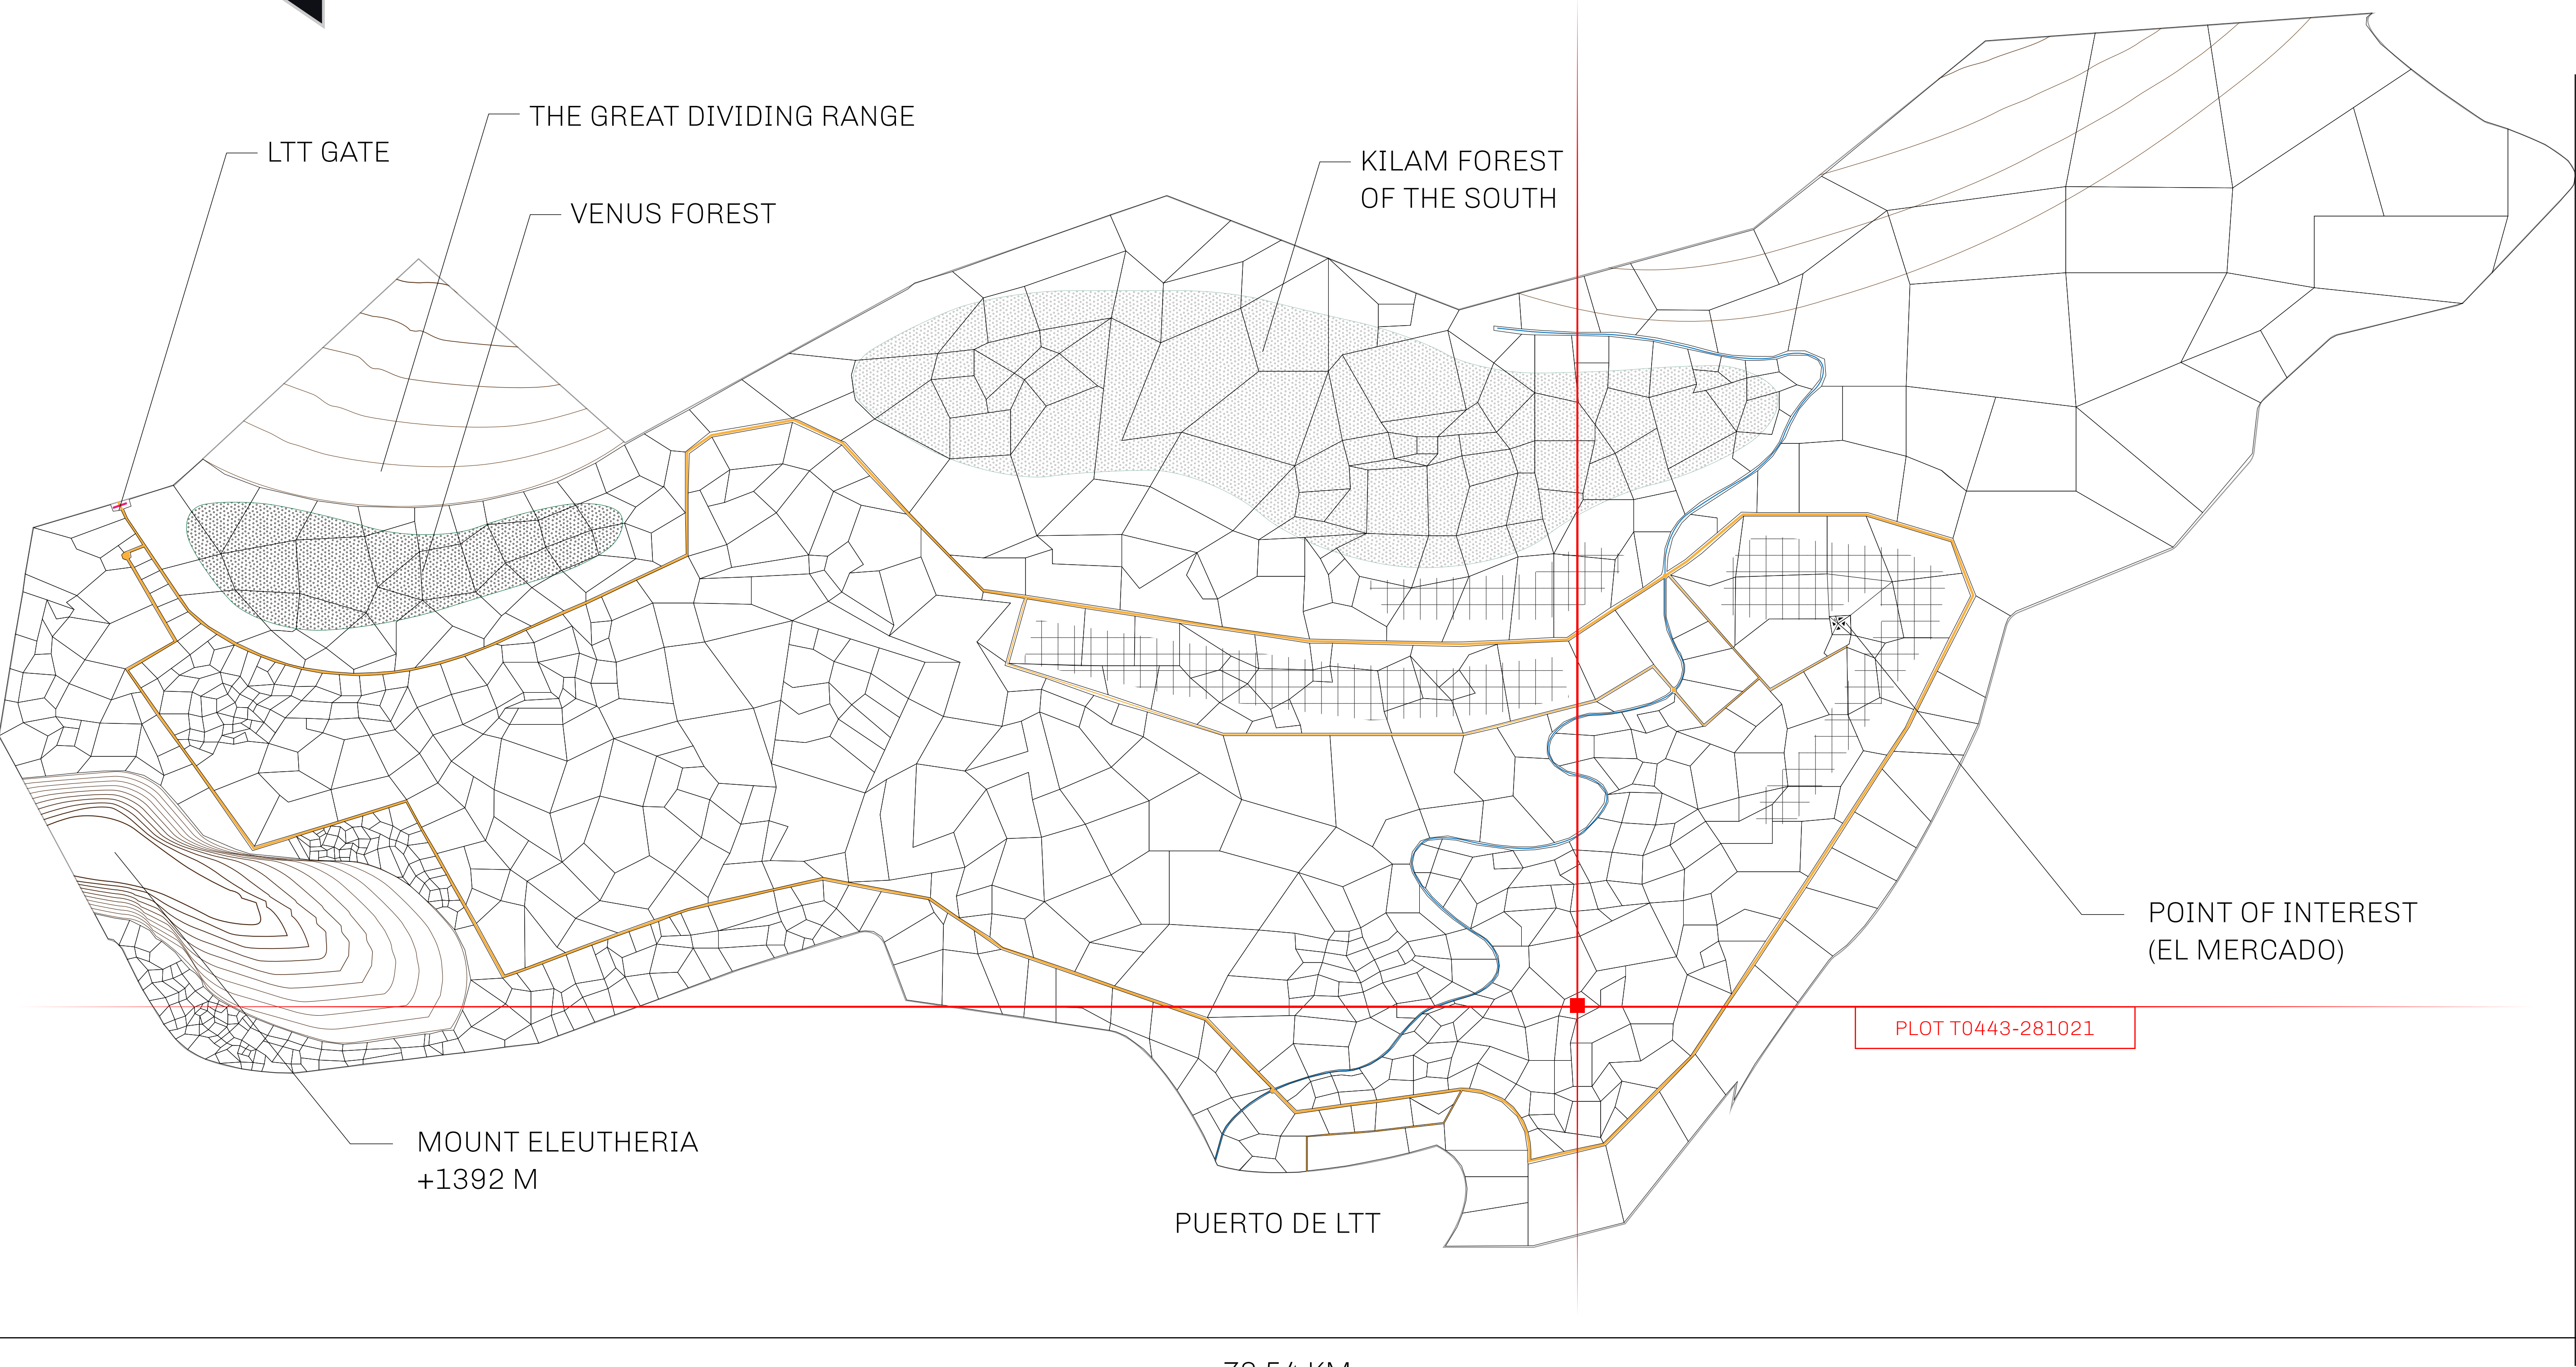 THE GREAT DIVIDING RANGE
LTT GATE
VENUS FOREST
KILAM FOREST
OF THE SOUTH
POINT OF INTEREST
(EL MERCADO)
PLOT T0443-281021
MOUNT ELEUTHERIA
+1392 M
PUERTO DE LTT